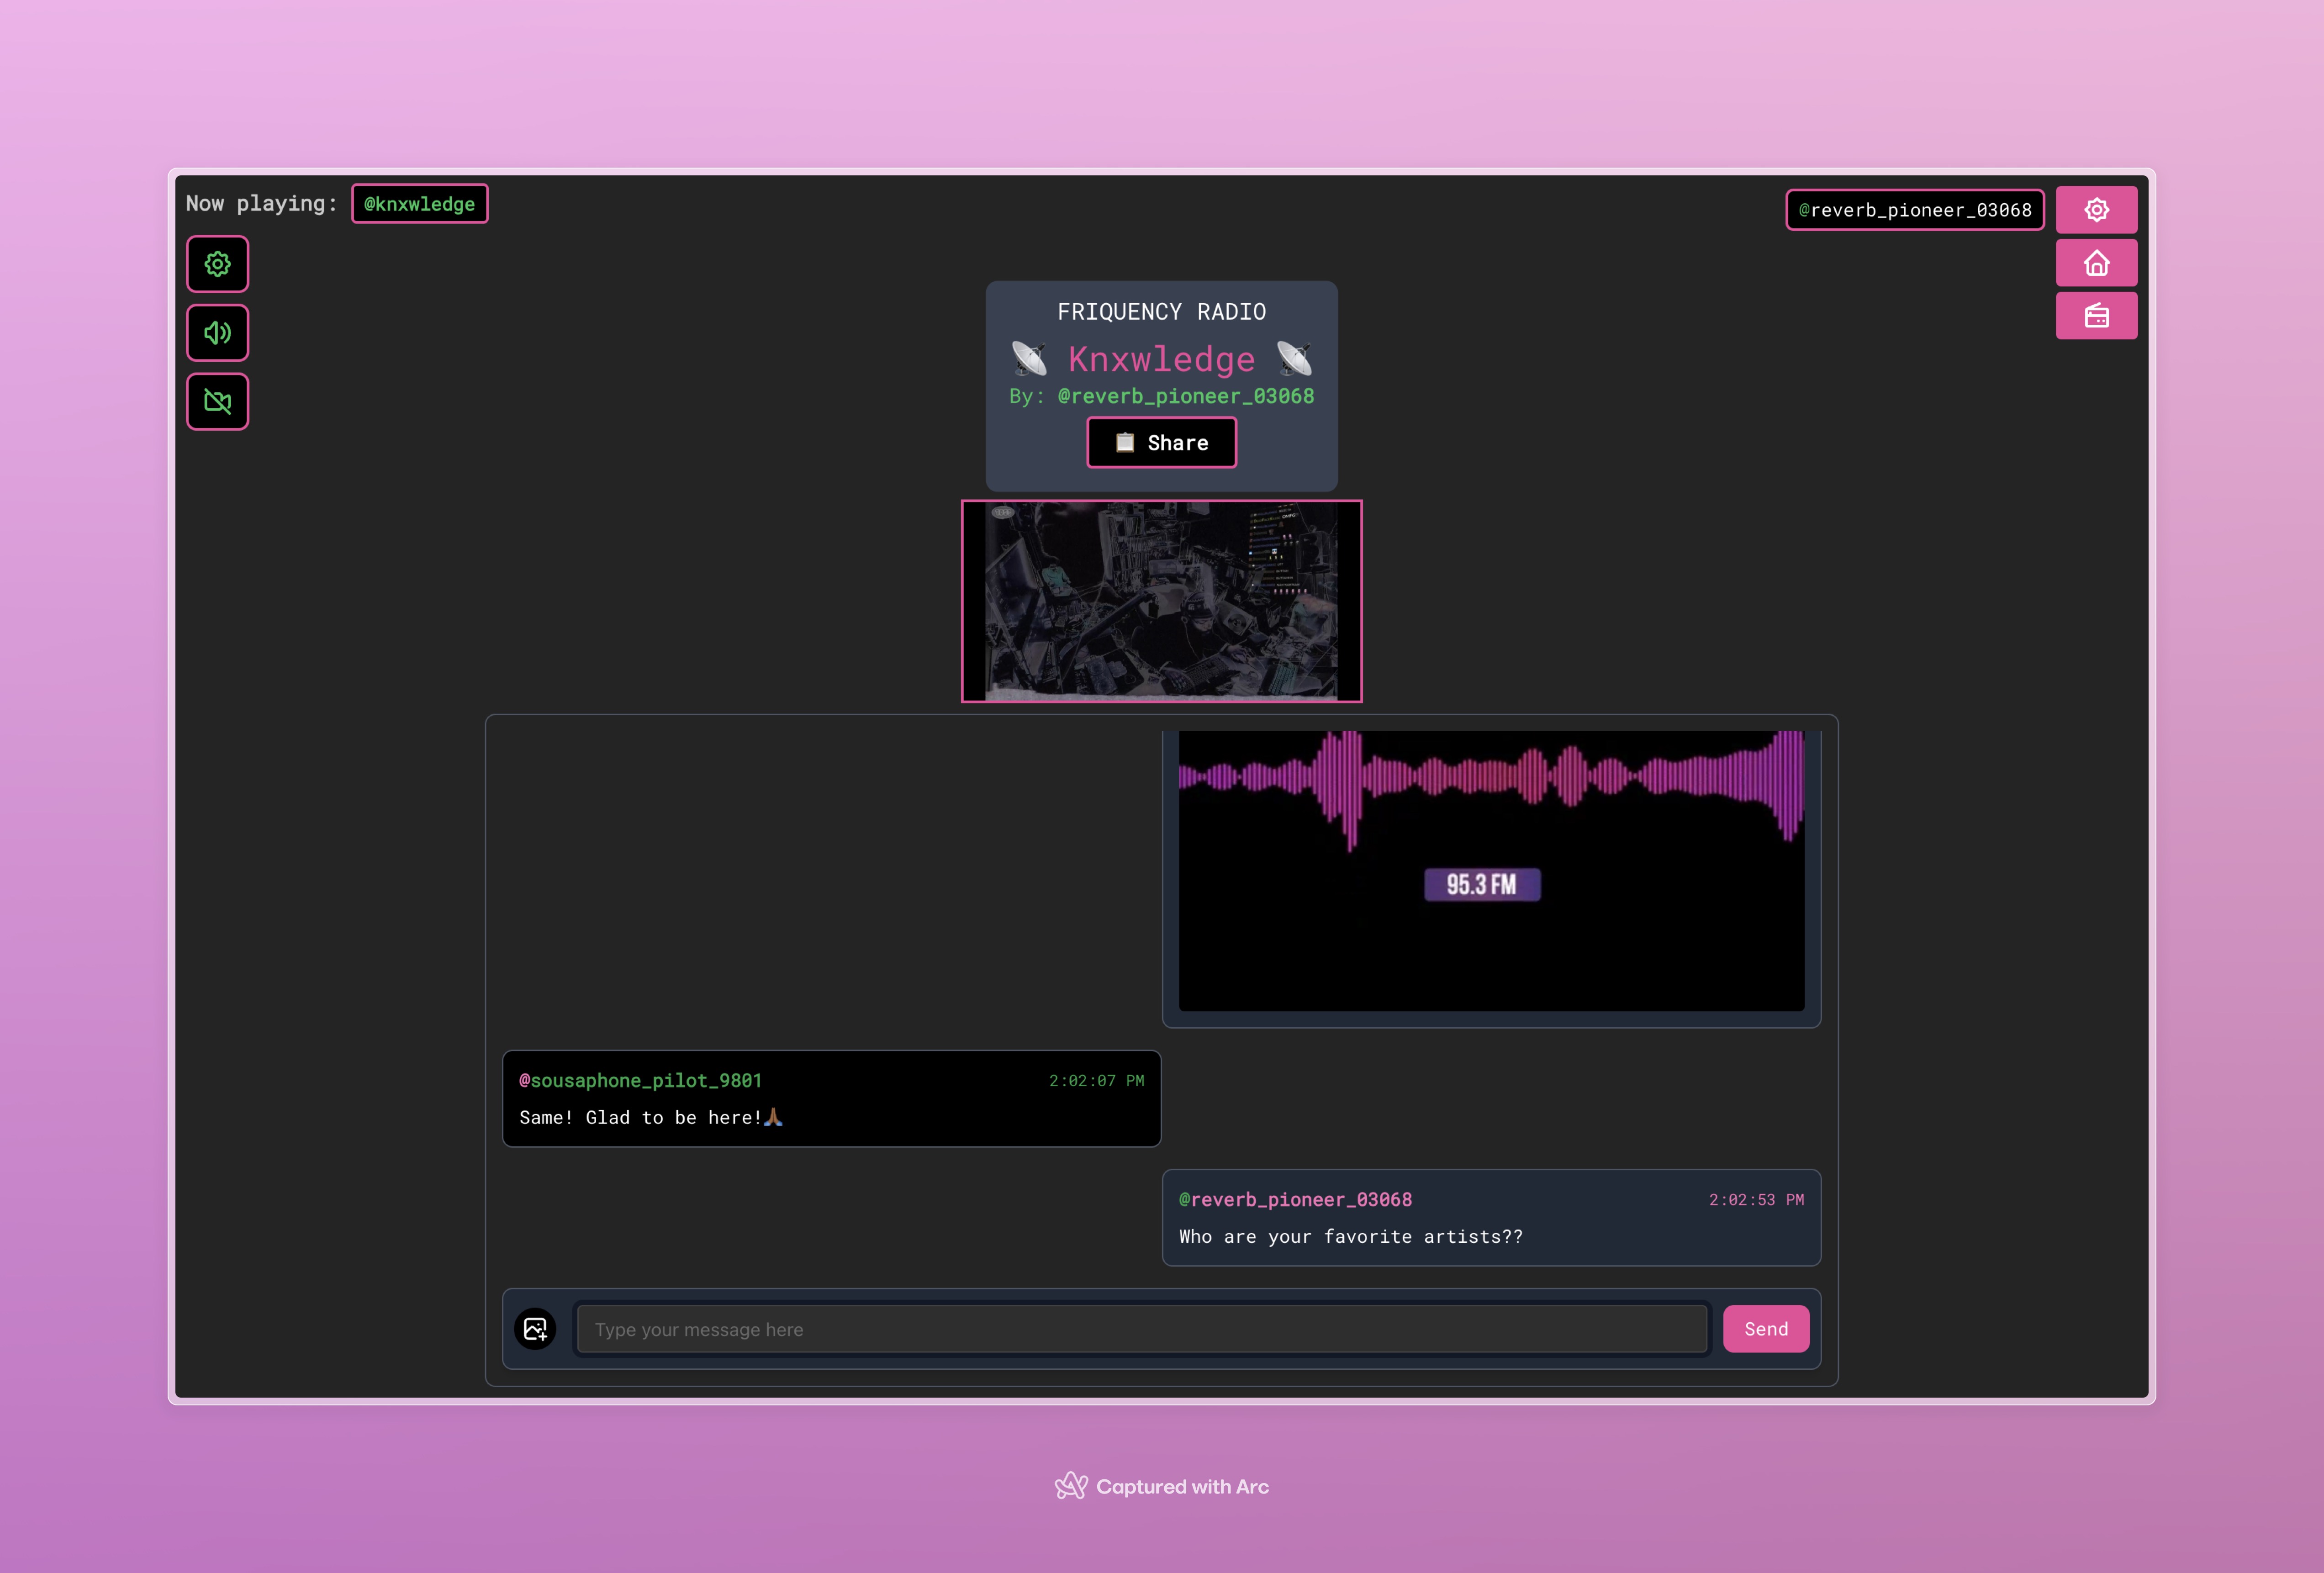 Now playing: @knxwledge
@reverb_pioneer_03068
FRIQUENCY RADIO
📡 Knxwledge 📡
By: @reverb_pioneer_03068
📋 Share
95.3 FM
@sousaphone_pilot_9801 2:02:07 PM
Same! Glad to be here!🙏🏾
@reverb_pioneer_03068 2:02:53 PM
Who are your favorite artists??
Type your message here
Send
Captured with Arc